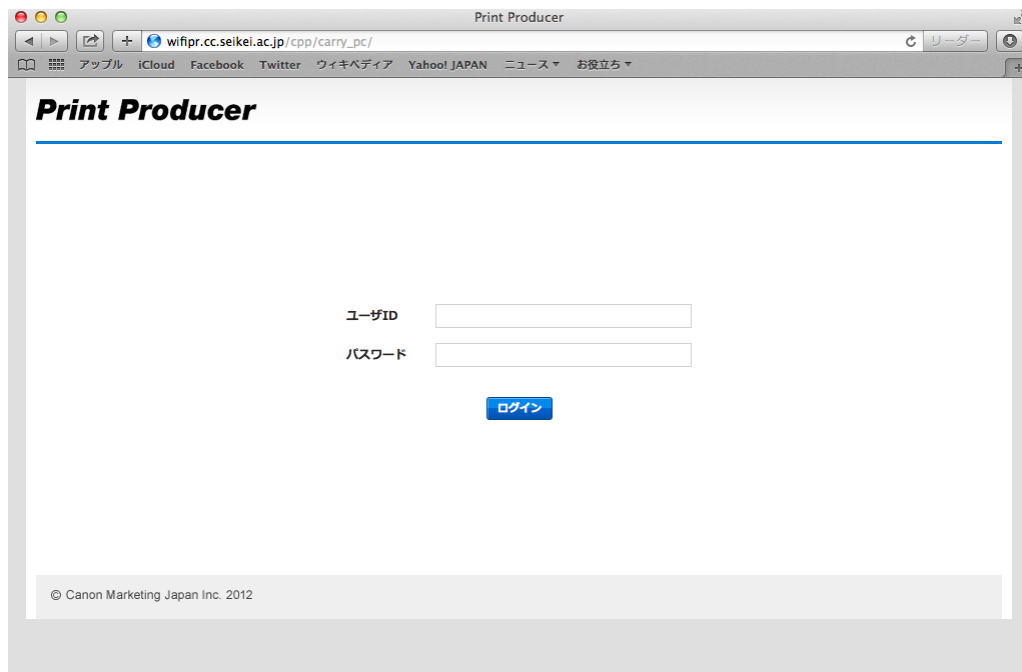 Print Producer
wifipr.cc.seikei.ac.jp/cpp/carry_pc/
リーダー
アップル iCloud Facebook Twitter ウィキペディア Yahoo! JAPAN ニュース お役立ち
Print Producer
ユーザID
パスワード
ログイン
© Canon Marketing Japan Inc. 2012